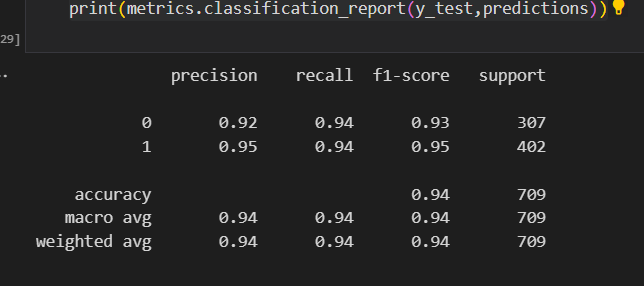 print(metrics.classification_report(y_test,predictions))
29]
..
precision recall f1-score support
0 0.92 0.94 0.93 307
1 0.95 0.94 0.95 402
accuracy 0.94 709
macro avg 0.94 0.94 0.94 709
weighted avg 0.94 0.94 0.94 709